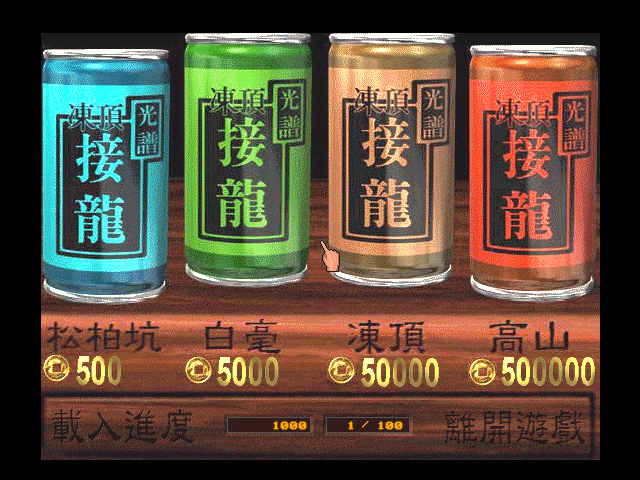 凍頂 光譜 接龍
凍頂 光譜 接龍
凍頂 光譜 接龍
凍頂 光譜 接龍
松柏坑 白毫 凍頂 高山
500 5000 50000 500000
載入進度 1000 1 / 100 離開遊戲